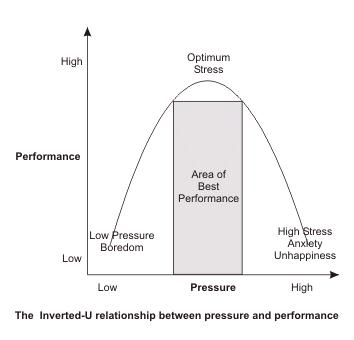 Optimum
Stress
High
Performance
Area of
Best
Performance
Low Pressure
Boredom
High Stress
Anxiety
Unhappiness
Low
Low
Pressure
High
The Inverted-U relationship between pressure and performance